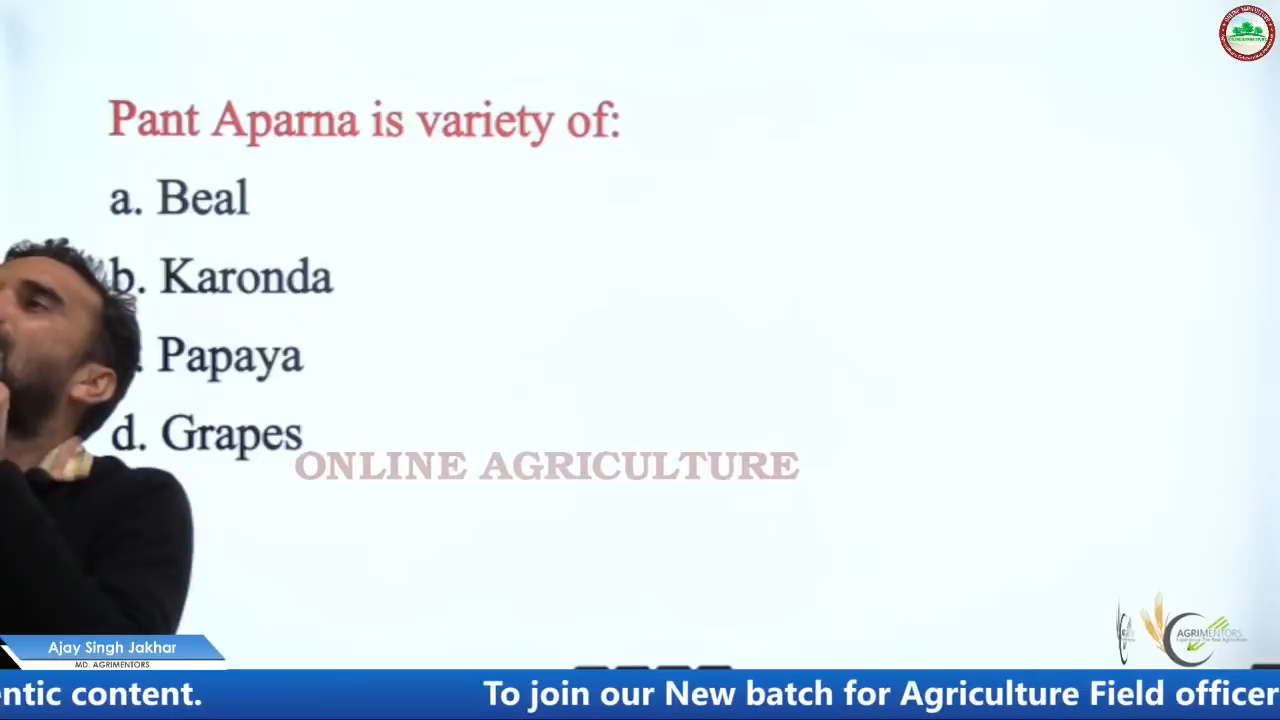 Pant Aparna is variety of:
a. Beal
b. Karonda
. Papaya
d. Grapes
ONLINE AGRICULTURE
AGRIMENTORS
Ajay Singh Jakhar
MD. AGRIMENTORS
entic content. To join our New batch for Agriculture Field officer